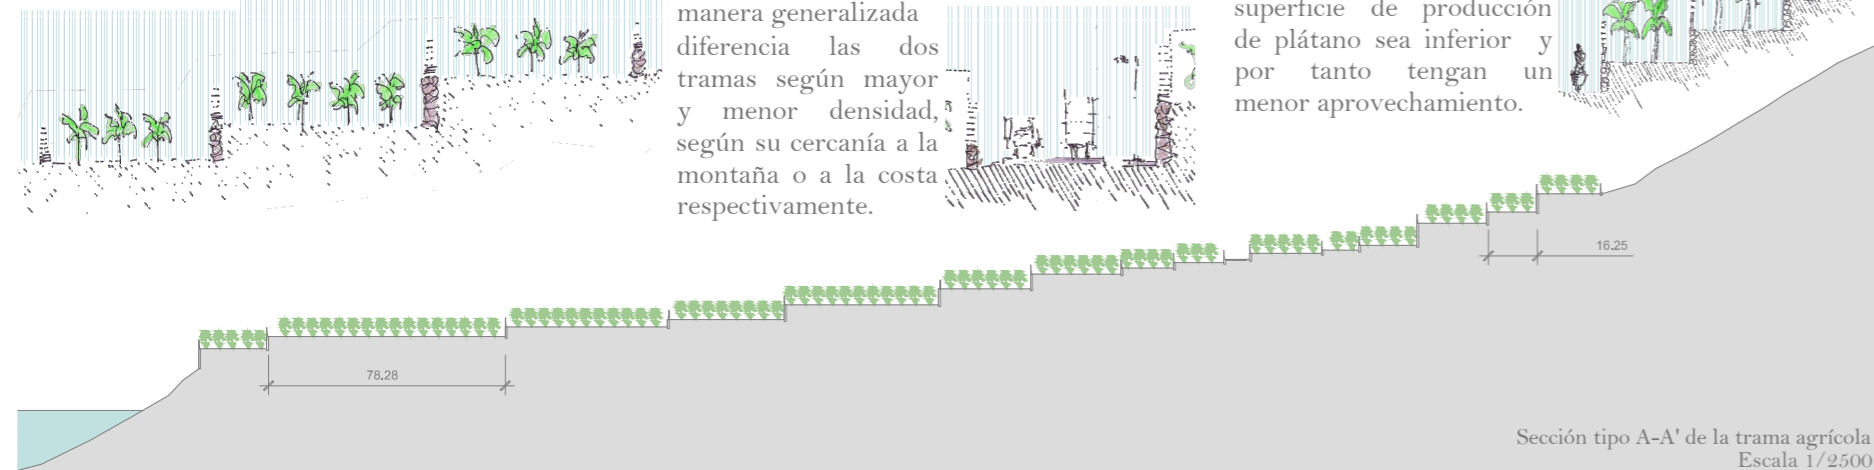 manera generalizada
diferencia las dos
tramas según mayor
y menor densidad,
según su cercanía a la
montaña o a la costa
respectivamente.
superficie de producción
de plátano sea inferior y
por tanto tengan un
menor aprovechamiento.
16.25
78.28
Sección tipo A-A' de la trama agrícola
Escala 1/2500